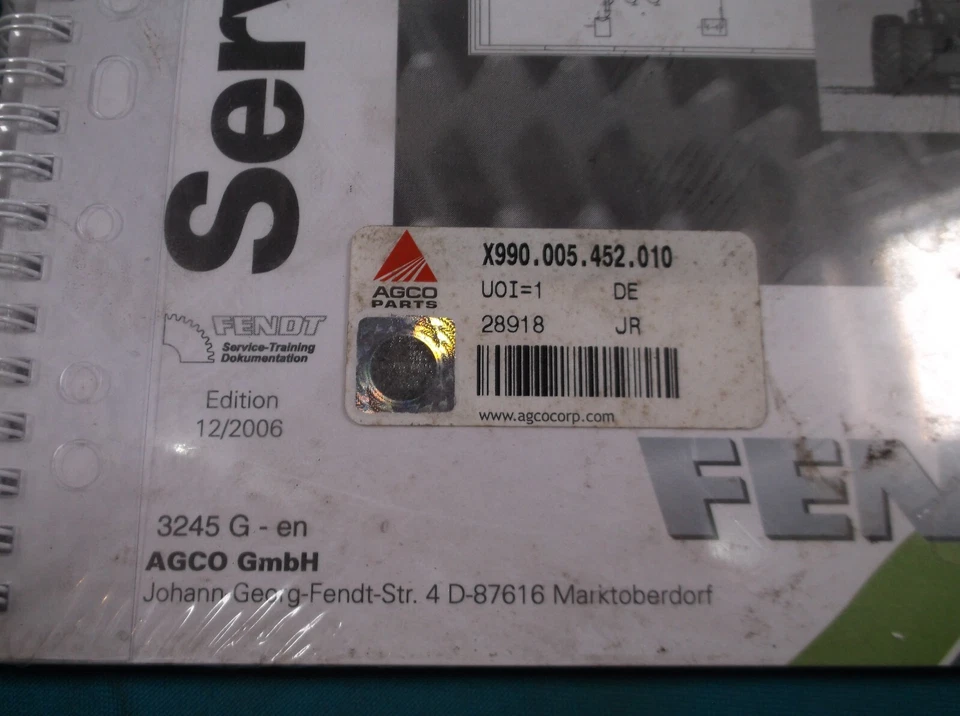 Serv
AGCO
PARTS
X990.005.452.010
UOI=1 DE
28918 JR
www.agcocorp.com
FENDT
Service-Training
Dokumentation
Edition
12/2006
FEN
3245 G - en
AGCO GmbH
Johann-Georg-Fendt-Str. 4 D-87616 Marktoberdorf